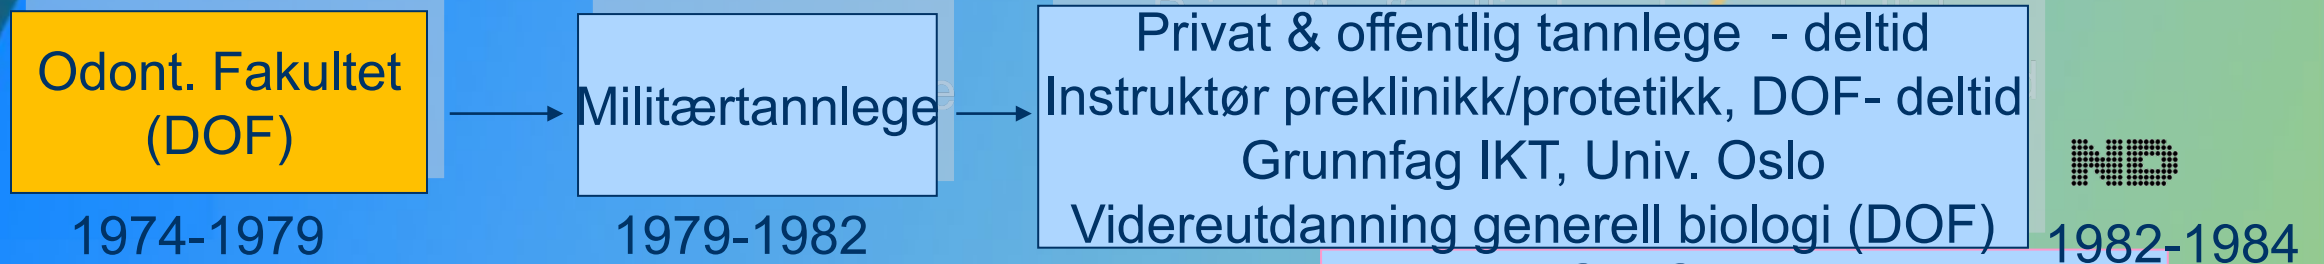 Odont. Fakultet
(DOF)
1974-1979
Militærtannlege
1979-1982
Privat & offentlig tannlege - deltid
Instruktør preklinikk/protetikk, DOF- deltid
Grunnfag IKT, Univ. Oslo
Videreutdanning generell biologi (DOF)
ND
1982-1984